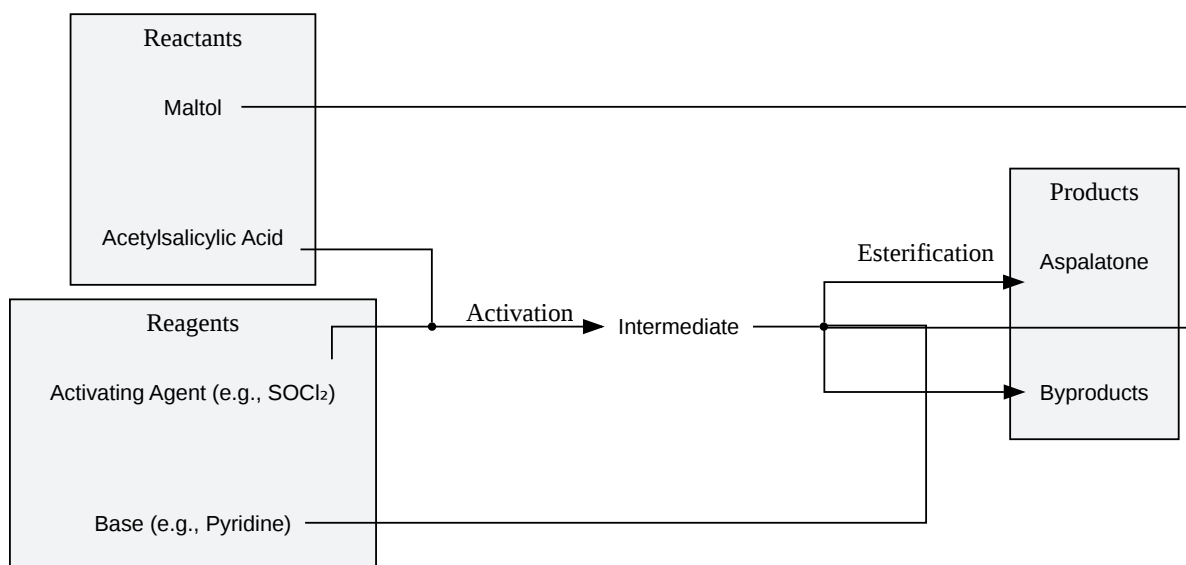 Reactants
Maltol
Acetylsalicylic Acid
Reagents
Activating Agent (e.g., SOCl₂)
Base (e.g., Pyridine)
Activation
Intermediate
Esterification
Products
Aspalatone
Byproducts